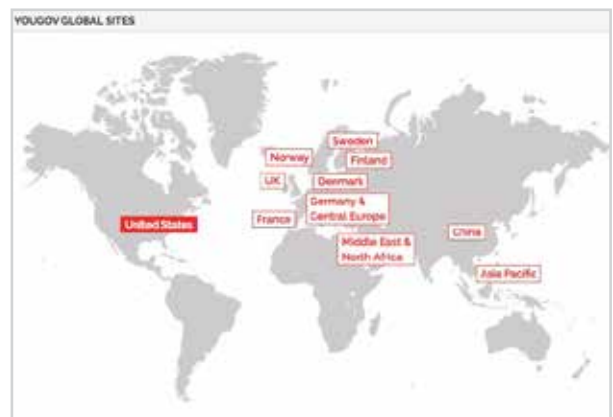 YOUGOV GLOBAL SITES
Sweden
Norway
Finland
UK
Denmark
Germany &
Central Europe
France
United States
China
Middle East &
North Africa
Asia Pacific